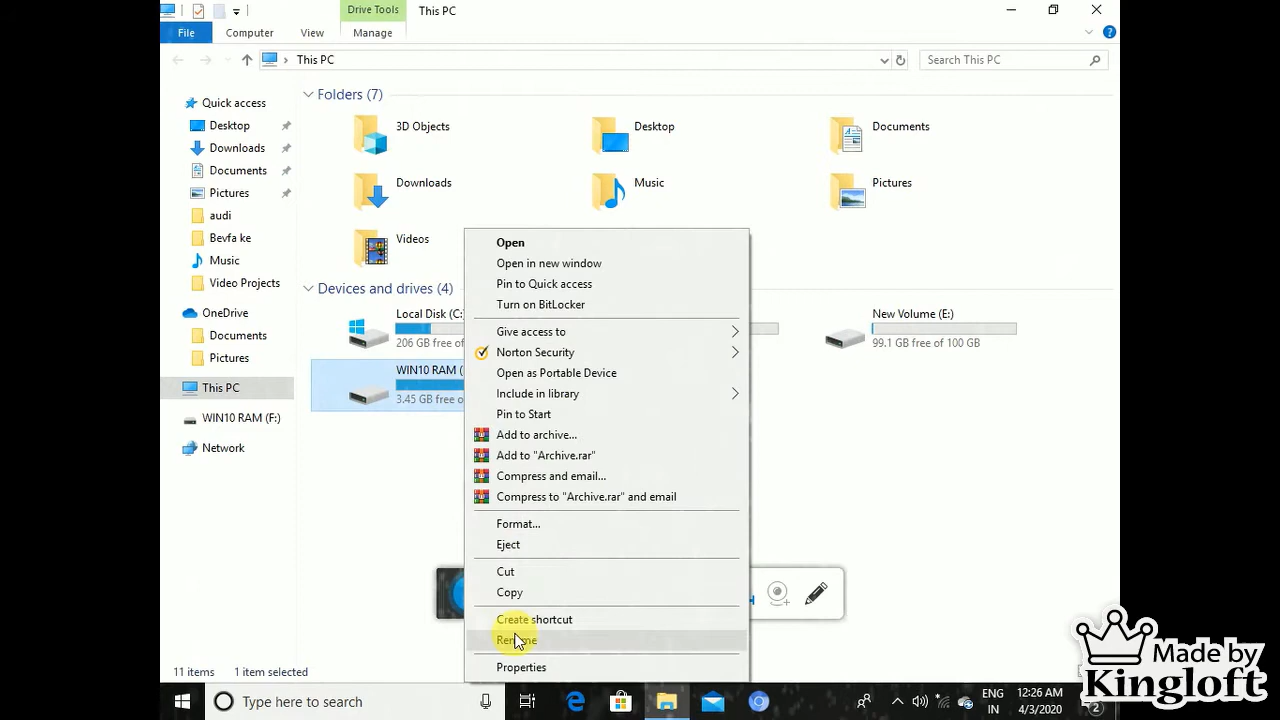 Drive Tools
This PC
File
Computer
View
Manage
This PC
Search This PC
Quick access
Desktop
Downloads
Documents
Pictures
audi
Bevfa ke
Music
Video Projects
OneDrive
Documents
Pictures
This PC
WIN10 RAM (F:)
Network
Folders (7)
3D Objects
Desktop
Documents
Downloads
Music
Pictures
Videos
Devices and drives (4)
Local Disk (C:
206 GB free of
New Volume (E:)
99.1 GB free of 100 GB
WIN10 RAM (
3.45 GB free of
Open
Open in new window
Pin to Quick access
Turn on BitLocker
Give access to
Norton Security
Open as Portable Device
Include in library
Pin to Start
Add to archive...
Add to "Archive.rar"
Compress and email...
Compress to "Archive.rar" and email
Format...
Eject
Cut
Copy
Create shortcut
Rename
Properties
11 items
1 item selected
Type here to search
ENG
IN
12:26 AM
4/3/2020
2
Made by
Kingloft